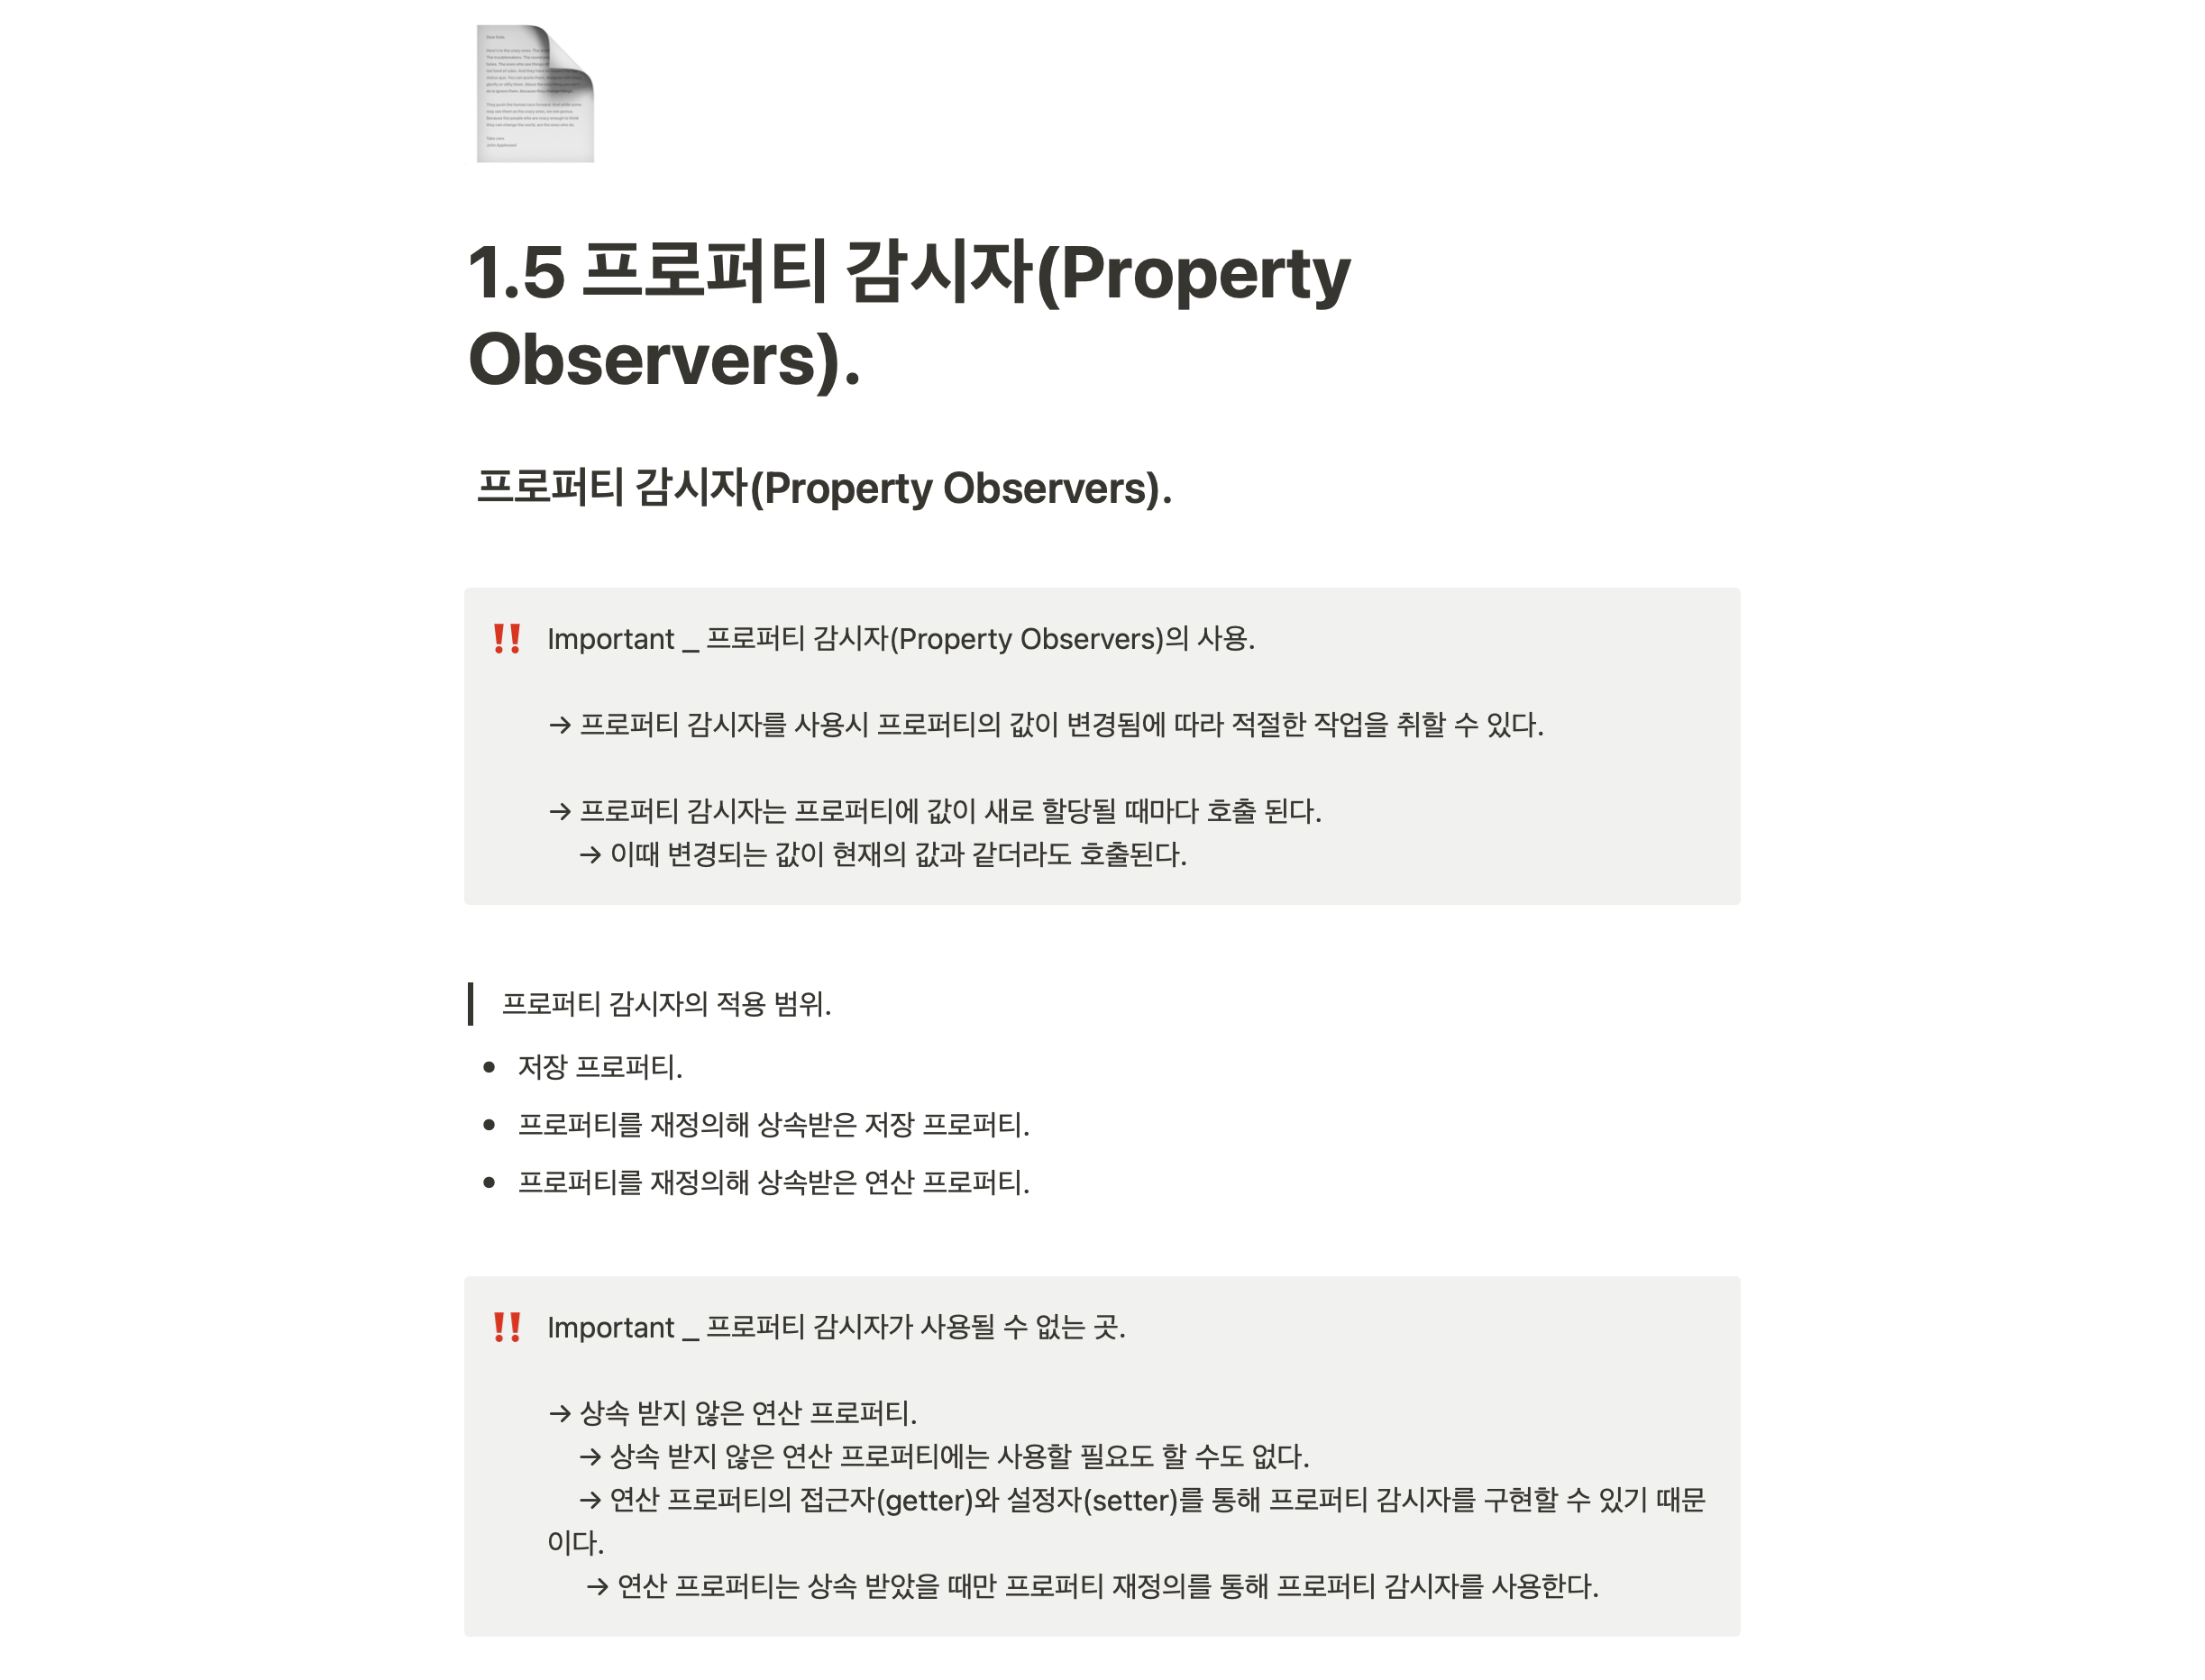 1.5 프로퍼티 감시자(Property
Observers).
프로퍼티 감시자(Property Observers).
‼️ Important _ 프로퍼티 감시자(Property Observers)의 사용.
→ 프로퍼티 감시자를 사용시 프로퍼티의 값이 변경됨에 따라 적절한 작업을 취할 수 있다.
→ 프로퍼티 감시자는 프로퍼티에 값이 새로 할당될 때마다 호출 된다.
→ 이때 변경되는 값이 현재의 값과 같더라도 호출된다.
프로퍼티 감시자의 적용 범위.
• 저장 프로퍼티.
• 프로퍼티를 재정의해 상속받은 저장 프로퍼티.
• 프로퍼티를 재정의해 상속받은 연산 프로퍼티.
‼️ Important _ 프로퍼티 감시자가 사용될 수 없는 곳.
→ 상속 받지 않은 연산 프로퍼티.
→ 상속 받지 않은 연산 프로퍼티에는 사용할 필요도 할 수도 없다.
→ 연산 프로퍼티의 접근자(getter)와 설정자(setter)를 통해 프로퍼티 감시자를 구현할 수 있기 때문
이다.
→ 연산 프로퍼티는 상속 받았을 때만 프로퍼티 재정의를 통해 프로퍼티 감시자를 사용한다.